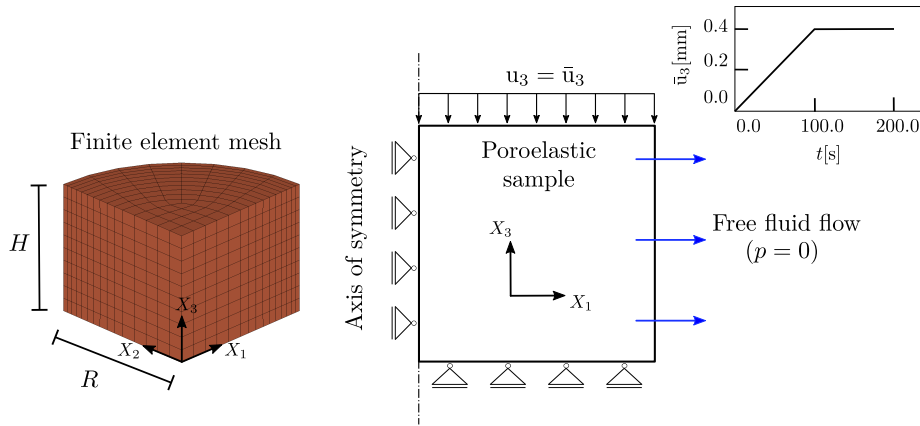 Finite element mesh
H
R
X₃
X₂
X₁
Axis of symmetry
u₃ = ū₃
Poroelastic
sample
X₃
X₁
Free fluid flow
(p = 0)
ū₃[mm]
0.4
0.2
0.0
0.0
100.0
200.0
t[s]